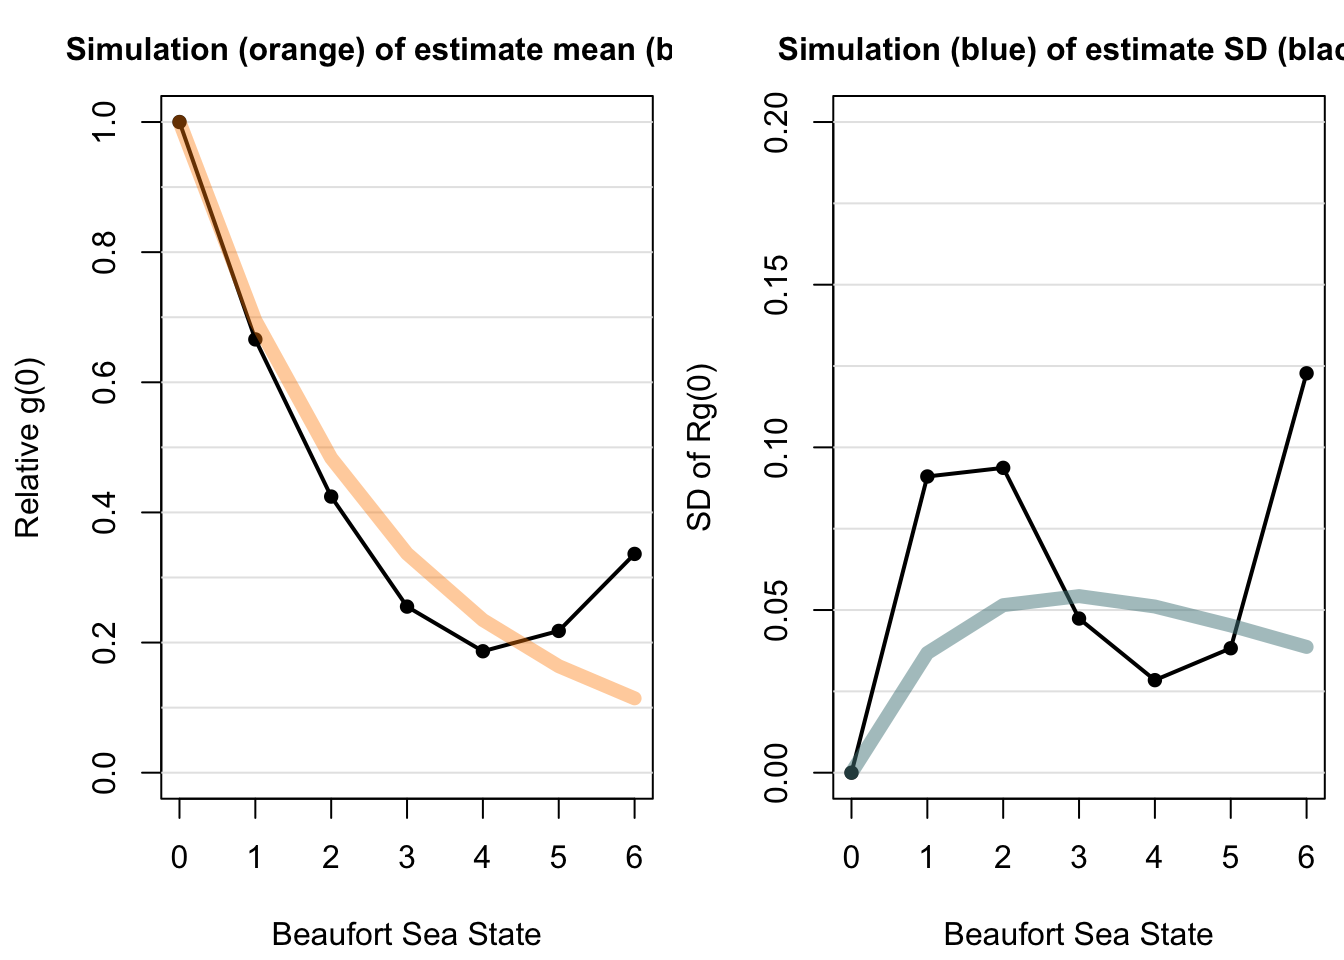 Simulation (orange) of estimate mean (b
1.0
0.8
0.6
0.4
0.2
0.0
Relative g(0)
0 1 2 3 4 5 6
Beaufort Sea State
Simulation (blue) of estimate SD (blac
0.20
0.15
0.10
0.05
0.00
SD of Rg(0)
0 1 2 3 4 5 6
Beaufort Sea State